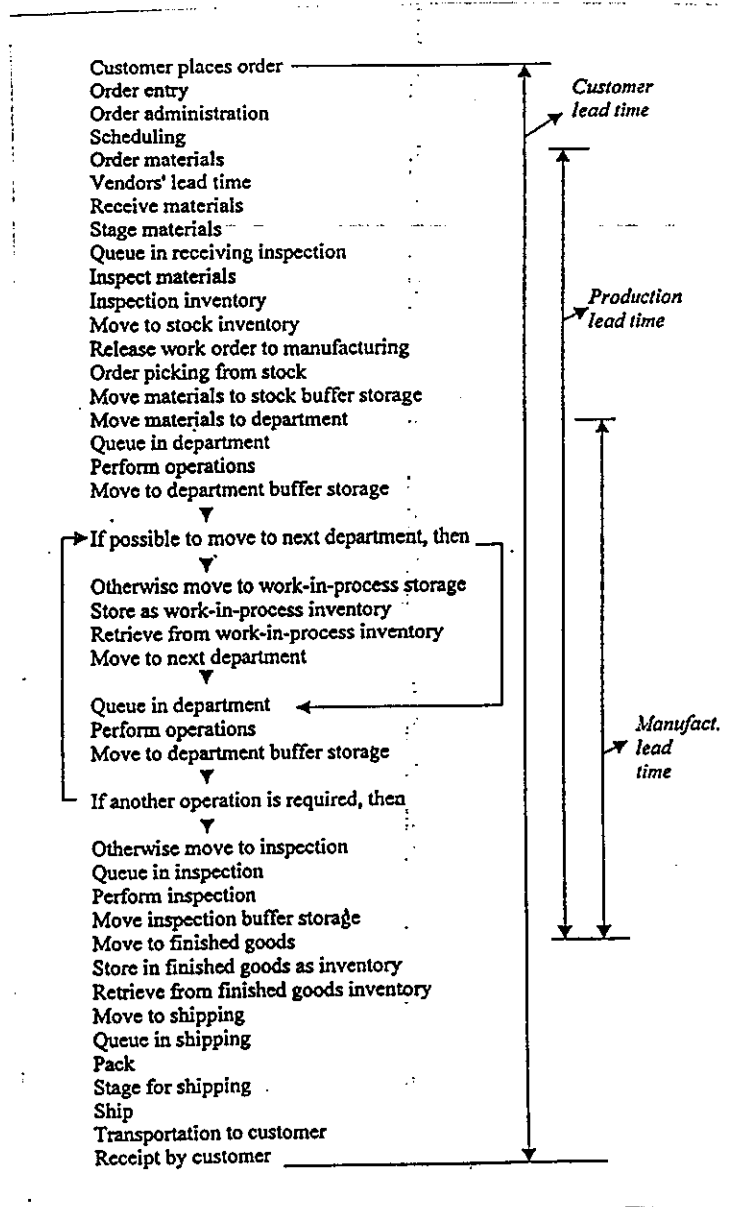 Customer places order
Order entry
Order administration
Scheduling
Order materials
Vendors' lead time
Receive materials
Stage materials
Queue in receiving inspection
Inspect materials
Inspection inventory
Move to stock inventory
Release work order to manufacturing
Order picking from stock
Move materials to stock buffer storage
Move materials to department
Queue in department
Perform operations
Move to department buffer storage
If possible to move to next department, then
Otherwise move to work-in-process storage
Store as work-in-process inventory
Retrieve from work-in-process inventory
Move to next department
Queue in department
Perform operations
Move to department buffer storage
If another operation is required, then
Otherwise move to inspection
Queue in inspection
Perform inspection
Move inspection buffer storage
Move to finished goods
Store in finished goods as inventory
Retrieve from finished goods inventory
Move to shipping
Queue in shipping
Pack
Stage for shipping
Ship
Transportation to customer
Receipt by customer
Customer
lead time
Production
lead time
Manufact.
lead
time